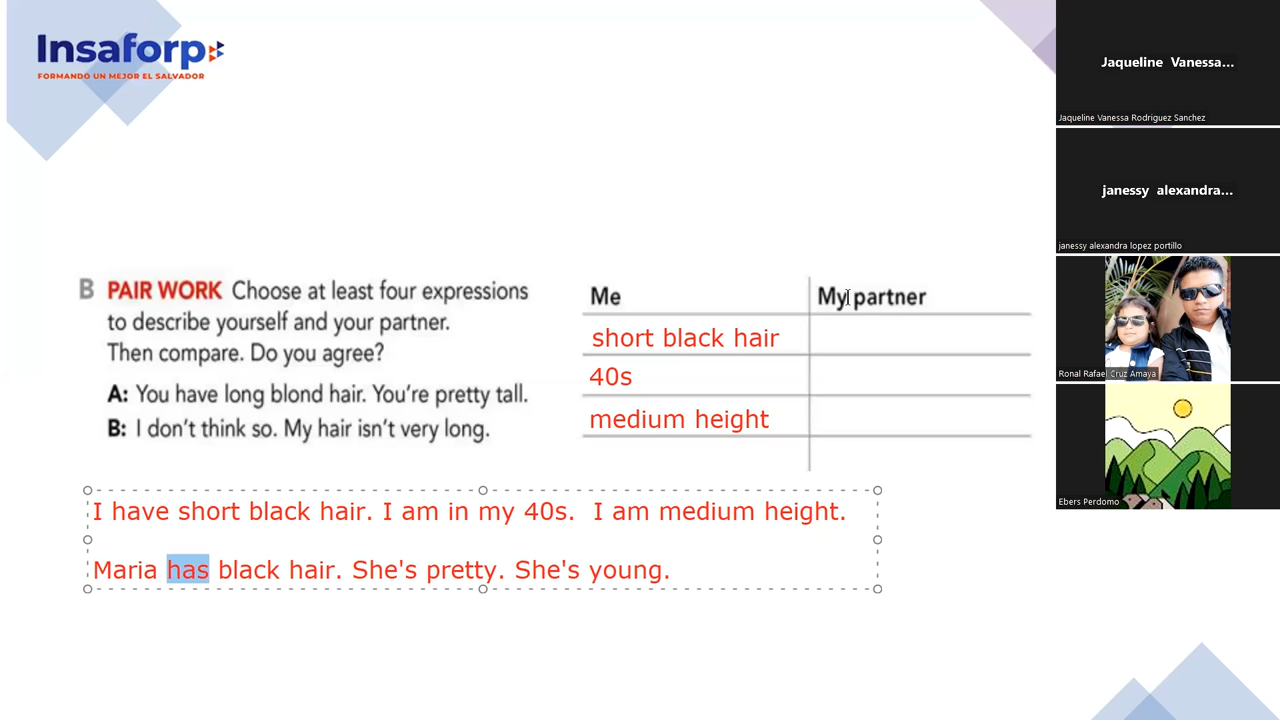 Insaforp
FORMANDO UN MEJOR EL SALVADOR
B PAIR WORK Choose at least four expressions
to describe yourself and your partner.
Then compare. Do you agree?
A: You have long blond hair. You're pretty tall.
B: I don't think so. My hair isn't very long.
Me
My partner
short black hair
40s
medium height
I have short black hair. I am in my 40s.  I am medium height.
Maria has black hair. She's pretty. She's young.
Jaqueline Vanessa...
Jaqueline Vanessa Rodriguez Sanchez
janessy alexandra...
janessy alexandra lopez portillo
Ronal Rafael Cruz Amaya
Ebers Perdomo